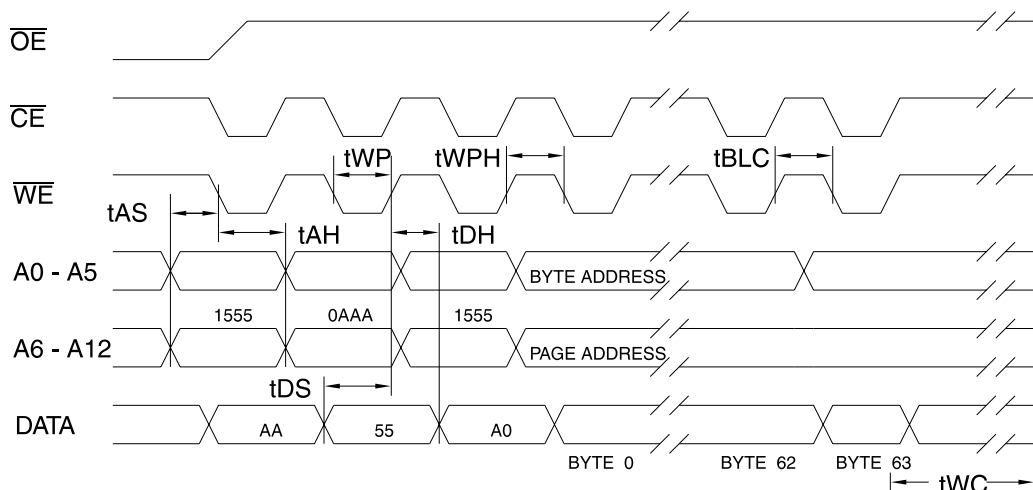 OE
CE
tWP tWPH tBLC
WE
tAS
tAH tDH
A0 - A5 BYTE ADDRESS
1555 0AAA 1555
A6 - A12 PAGE ADDRESS
tDS
DATA AA 55 A0
BYTE 0 BYTE 62 BYTE 63
tWC